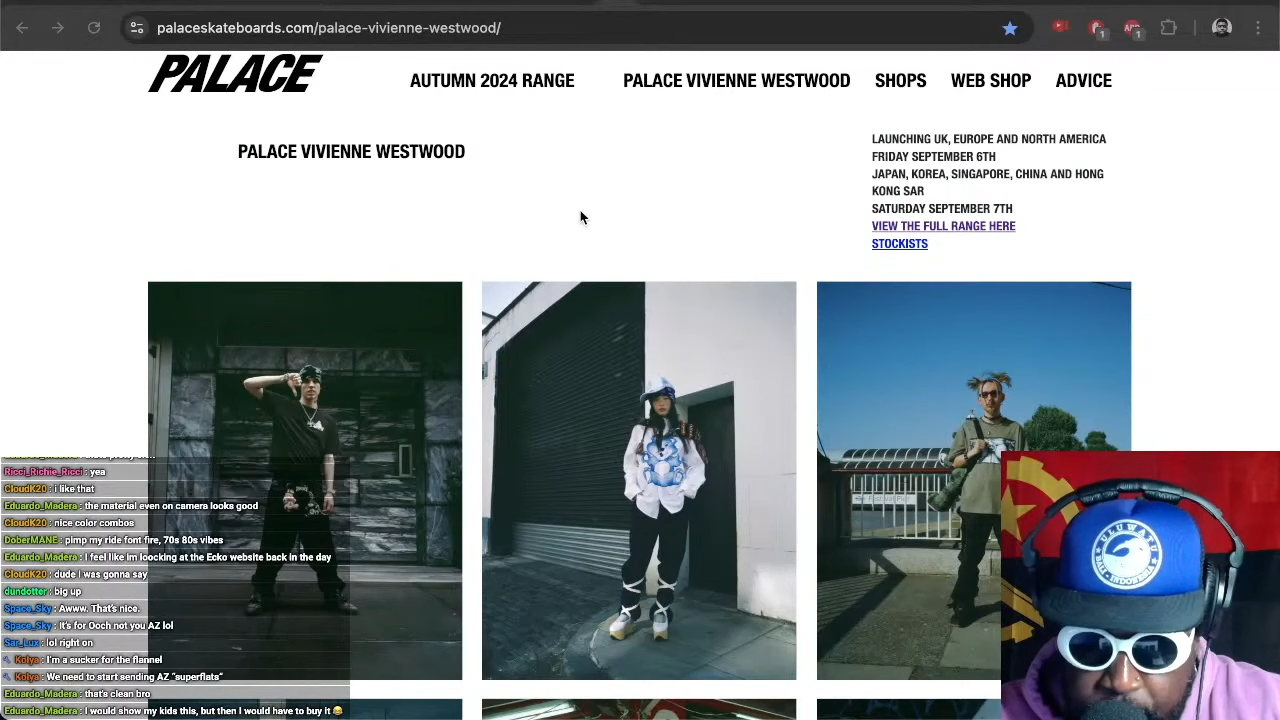 palaceskateboards.com/palace-vivienne-westwood/
PALACE
AUTUMN 2024 RANGE
PALACE VIVIENNE WESTWOOD
SHOPS
WEB SHOP
ADVICE
PALACE VIVIENNE WESTWOOD
LAUNCHING UK, EUROPE AND NORTH AMERICA
FRIDAY SEPTEMBER 6TH
JAPAN, KOREA, SINGAPORE, CHINA AND HONG
KONG SAR
SATURDAY SEPTEMBER 7TH
VIEW THE FULL RANGE HERE
STOCKISTS
Ricci_Richie_Ricci : yea
CloudK20 : i like that
Eduardo_Madera : the material even on camera looks good
CloudK20 : nice color combos
DoberMANE : pimp my ride font fire, 70s 80s vibes
Eduardo_Madera : I feel like im loocking at the Ecko website back in the day
CloudK20 : dude I was gonna say
dundotter : big up
Space_Sky : Awww. That's nice.
Space_Sky : It's for Ooch not you AZ lol
Sar_Lux : lol right on
Kolya : I'm a sucker for the flannel
Kolya : We need to start sending AZ "superflats"
Eduardo_Madera : that's clean bro
Eduardo_Madera : I would show my kids this, but then I would have to buy it 😂
ULUWATU
BALI, INDONESIA